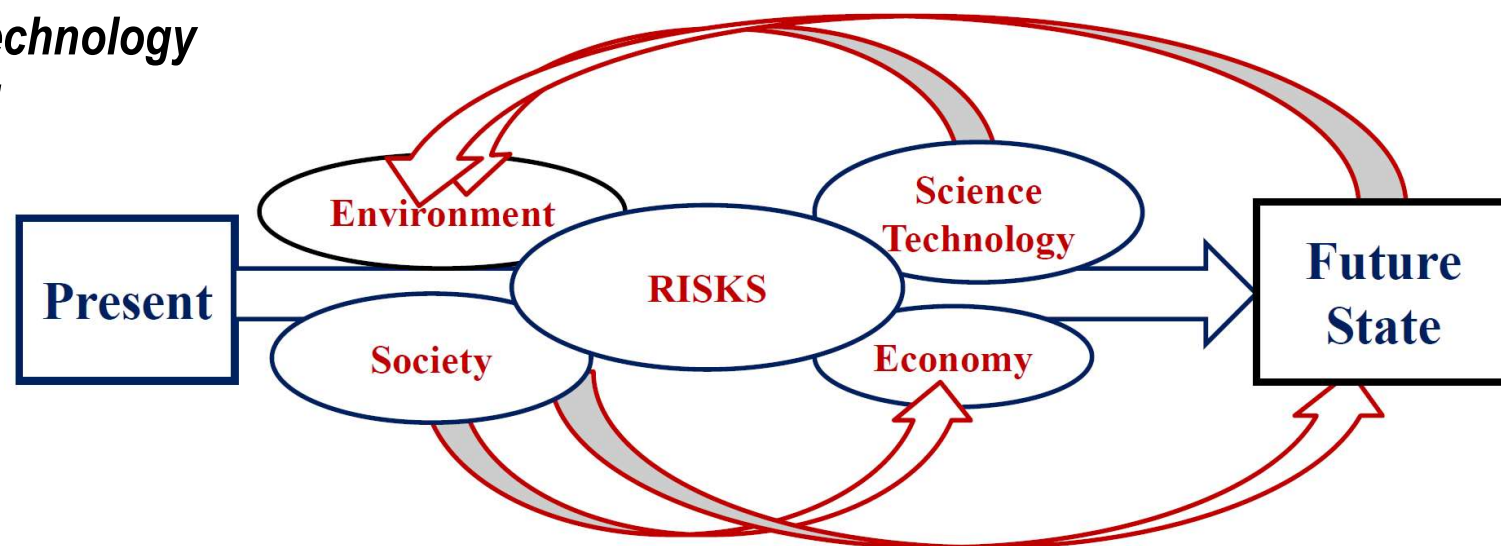 echnology
Environment
Science
Technology
Present
RISKS
Future
State
Society
Economy